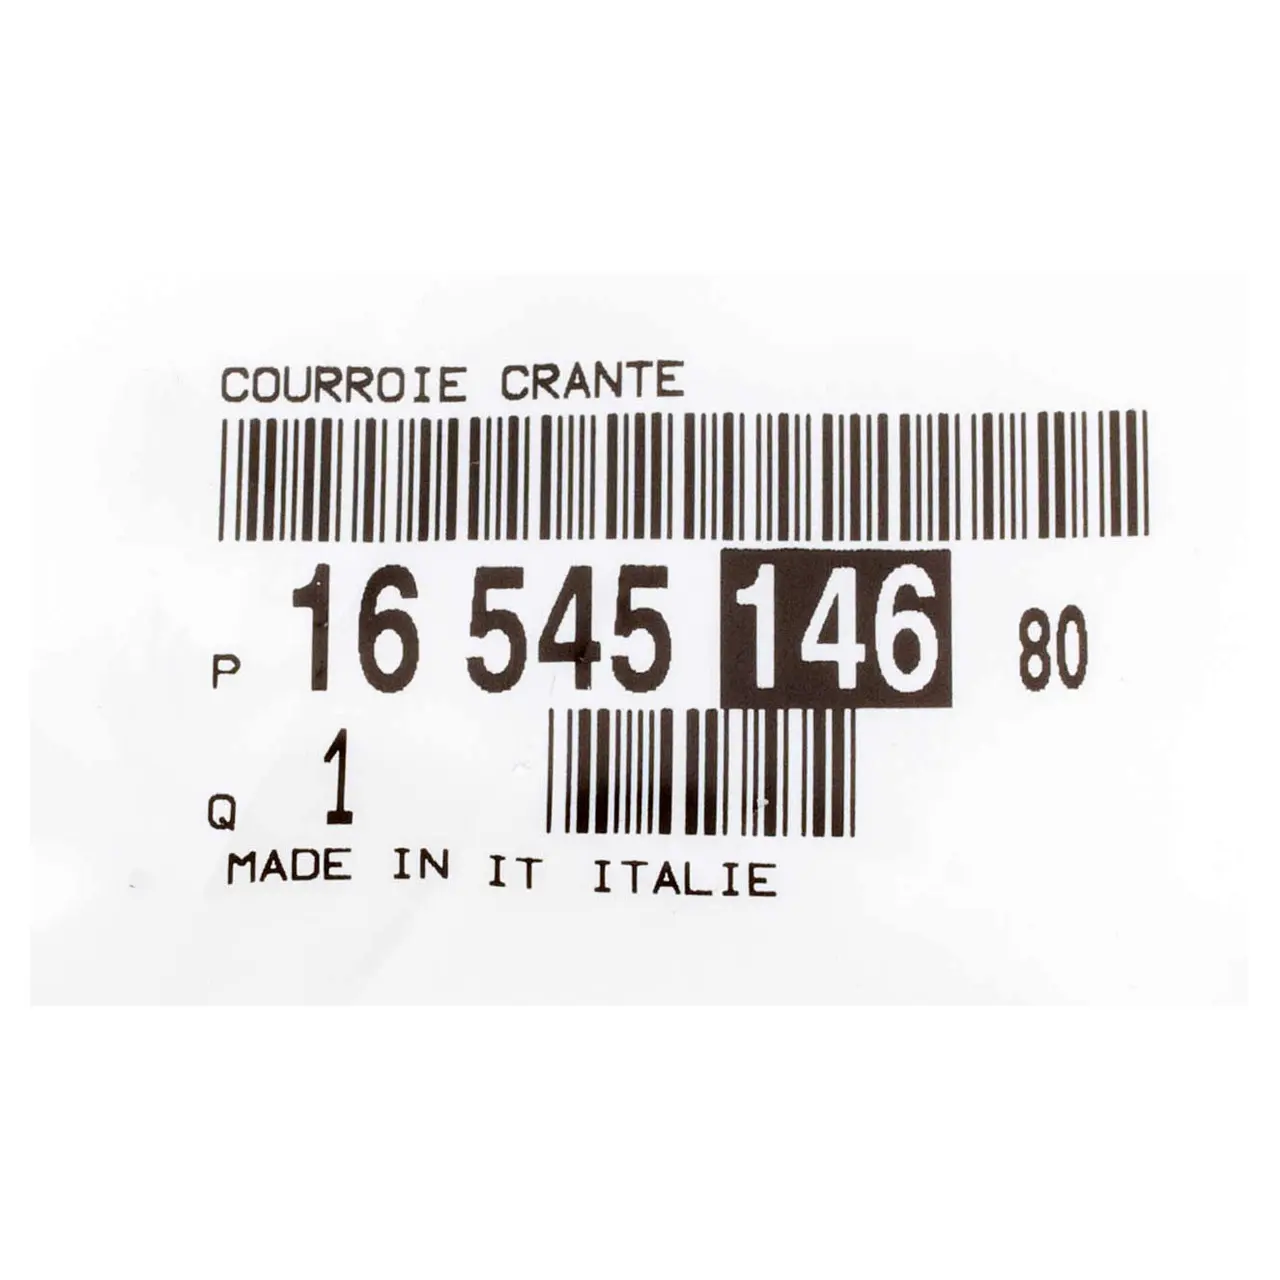 COURROIE CRANTE
P 16 545 146 80
Q 1
MADE IN IT ITALIE